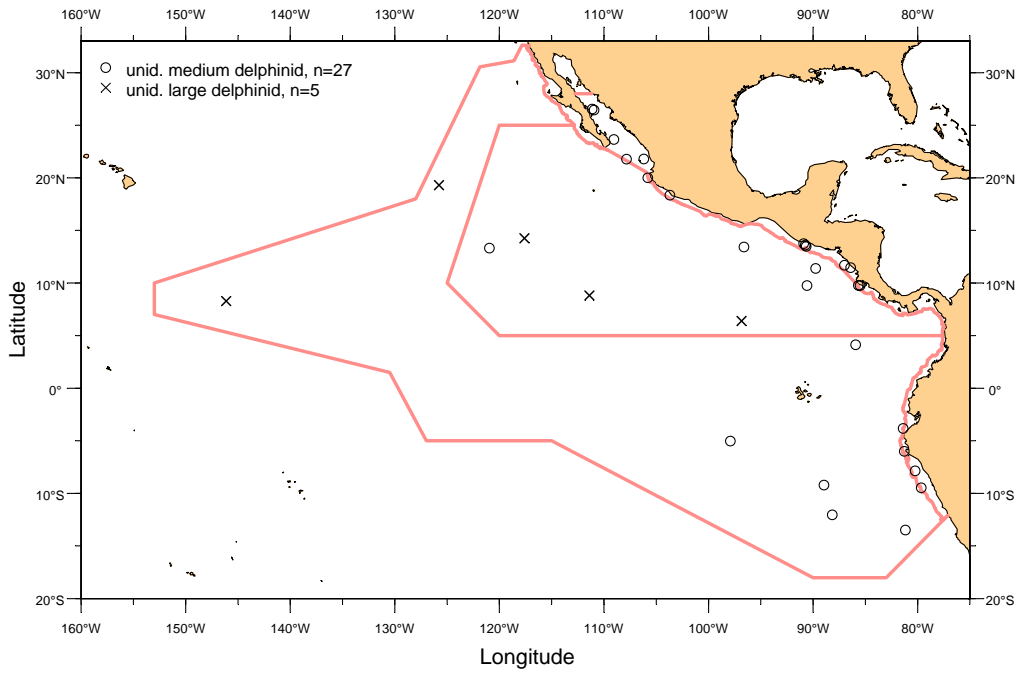 160°W 150°W 140°W 130°W 120°W 110°W 100°W 90°W 80°W
unid. medium delphinid, n=27
unid. large delphinid, n=5
30°N 30°N
20°N 20°N
10°N 10°N
0° 0°
10°S 10°S
20°S 20°S
Latitude
160°W 150°W 140°W 130°W 120°W 110°W 100°W 90°W 80°W
Longitude